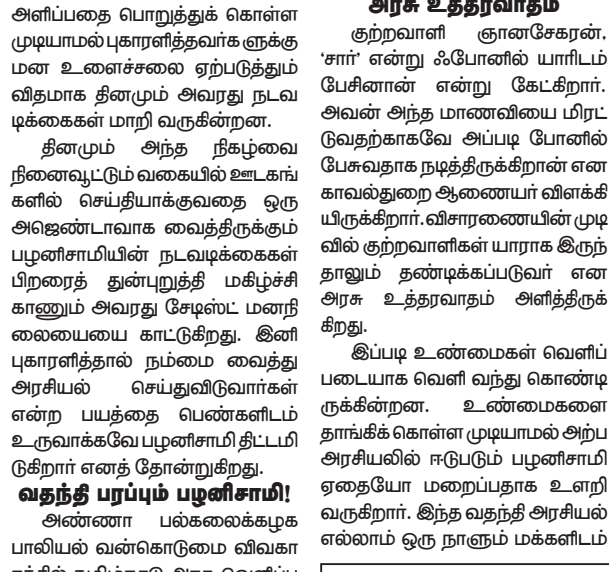 அளிப்பதை பொறுத்துக் கொள்ள
முடியாமல் புகாரளித்தவர்க ளுக்கு
மன உளைச்சலை ஏற்படுத்தும்
விதமாக தினமும் அவரது நடவ
டிக்கைகள் மாறி வருகின்றன.
தினமும் அந்த நிகழ்வை
நினைவூட்டும் வகையில் ஊடகங்
களில் செய்தியாக்குவதை ஒரு
அஜெண்டாவாக வைத்திருக்கும்
பழனிசாமியின் நடவடிக்கைகள்
பிறரைத் துன்புறுத்தி மகிழ்ச்சி
காணும் அவரது சேடிஸ்ட் மனநி
லையையை காட்டுகிறது. இனி
புகாரளித்தால் நம்மை வைத்து
அரசியல் செய்துவிடுவார்கள்
என்ற பயத்தை பெண்களிடம்
உருவாக்கவே பழனிசாமி திட்டமி
டுகிறார் எனத் தோன்றுகிறது.
வதந்தி பரப்பும் பழனிசாமி!
அண்ணா பல்கலைக்கழக
பாலியல் வன்கொடுமை விவகா
அரசு உத்தரவாதம்
குற்றவாளி ஞானசேகரன்,
‘சார்’ என்று ஃபோனில் யாரிடம்
பேசினான் என்று கேட்கிறார்.
அவன் அந்த மாணவியை மிரட்
டுவதற்காகவே அப்படி போனில்
பேசுவதாக நடித்திருக்கிறான் என
காவல்துறை ஆணையர் விளக்கி
யிருக்கிறார்.விசாரணையின் முடி
வில் குற்றவாளிகள் யாராக இருந்
தாலும் தண்டிக்கப்படுவர் என
அரசு உத்தரவாதம் அளித்திருக்
கிறது.
இப்படி உண்மைகள் வெளிப்
படையாக வெளி வந்து கொண்டி
ருக்கின்றன. உண்மைகளை
தாங்கிக் கொள்ள முடியாமல் அற்ப
அரசியலில் ஈடுபடும் பழனிசாமி
ஏதையோ மறைப்பதாக உளறி
வருகிறார். இந்த வதந்தி அரசியல்
எல்லாம் ஒரு நாளும் மக்களிடம்